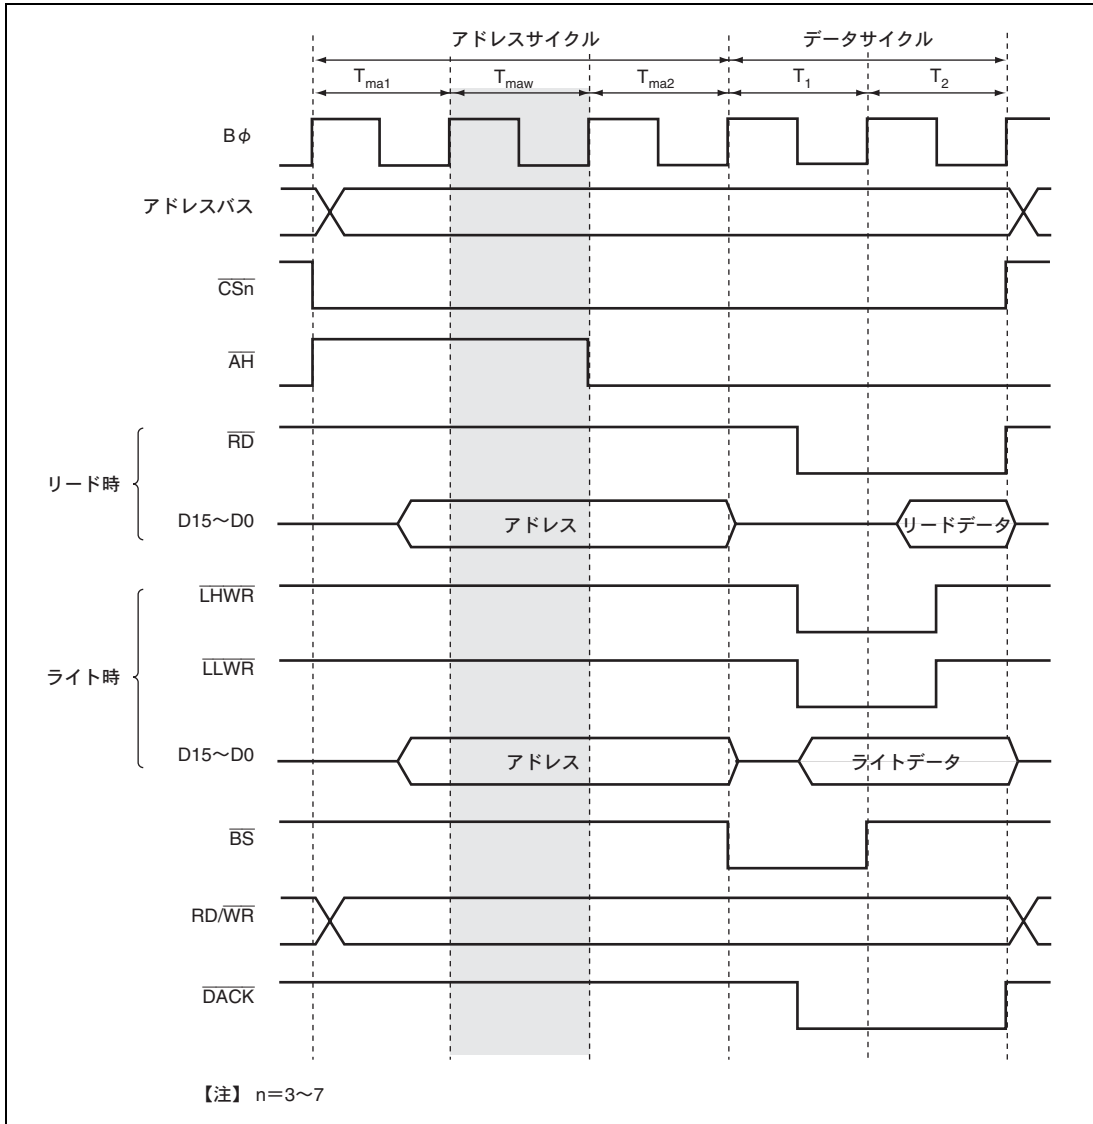 アドレスサイクル データサイクル
Tma1 Tmaw Tma2 T1 T2
Bφ
アドレスバス
CSn
AH
リード時
RD
D15〜D0 アドレス リードデータ
ライト時
LHWR
LLWR
D15〜D0 アドレス ライトデータ
BS
RD/WR
DACK
【注】 n=3〜7